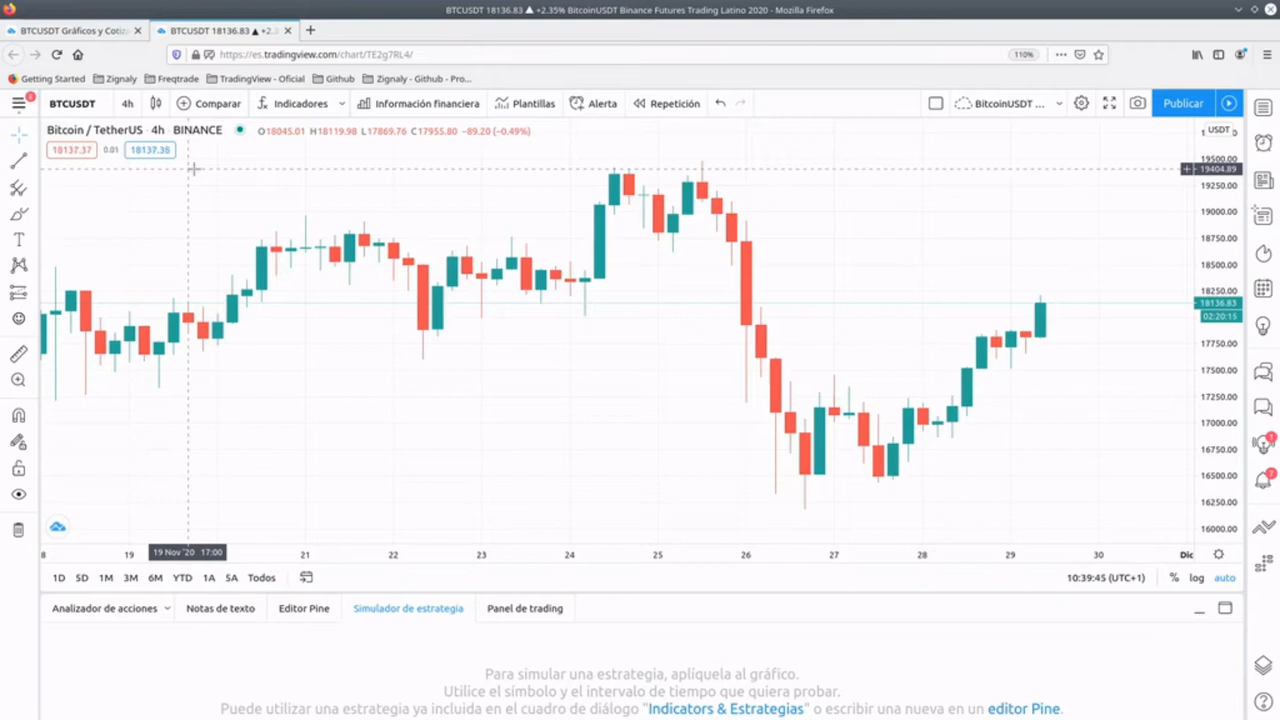 BTCUSDT 18136.83 ▲ +2.35% BitcoinUSDT Binance Futures Trading Latino 2020 - Mozilla Firefox
BTCUSDT Gráficos y Cotiz
BTCUSDT 18136.83 ▲ +2.3
https://es.tradingview.com/chart/TE2g7RL4/
110%
Getting Started
Zignaly
Freqtrade
TradingView - Oficial
Github
Zignaly - Github - Pro...
BTCUSDT
4h
Comparar
Indicadores
Información financiera
Plantillas
Alerta
Repetición
BitcoinUSDT ...
Publicar
Bitcoin / TetherUS · 4h · BINANCE
O18045.01 H18119.98 L17869.76 C17955.80 −89.20 (−0.49%)
USDT
18137.37
0.01
18137.38
19500.00
19404.89
19250.00
19000.00
18750.00
18500.00
18250.00
18136.83
02:20:15
17750.00
17500.00
17250.00
17000.00
16750.00
16500.00
16250.00
16000.00
8
19
19 Nov '20 17:00
21
22
23
24
25
26
27
28
29
30
Dic
1D
5D
1M
3M
6M
YTD
1A
5A
Todos
10:39:45 (UTC+1)
%
log
auto
Analizador de acciones
Notas de texto
Editor Pine
Simulador de estrategia
Panel de trading
Para simular una estrategia, aplíquela al gráfico.
Utilice el símbolo y el intervalo de tiempo que quiera probar.
Puede utilizar una estrategia ya incluida en el cuadro de diálogo "Indicators & Estrategias" o escribir una nueva en un editor Pine.